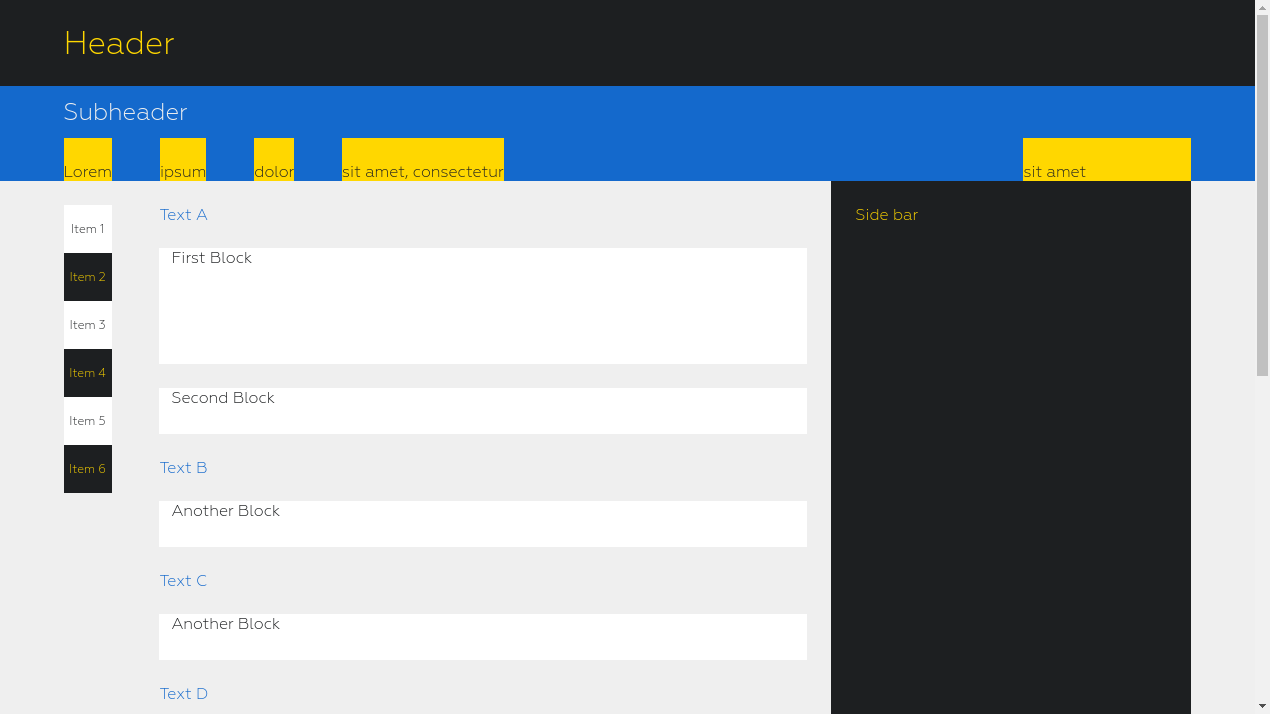 Header
Subheader
Lorem ipsum dolor sit amet, consectetur sit amet
Item 1
Item 2
Item 3
Item 4
Item 5
Item 6
Text A
First Block
Second Block
Text B
Another Block
Text C
Another Block
Text D
Side bar